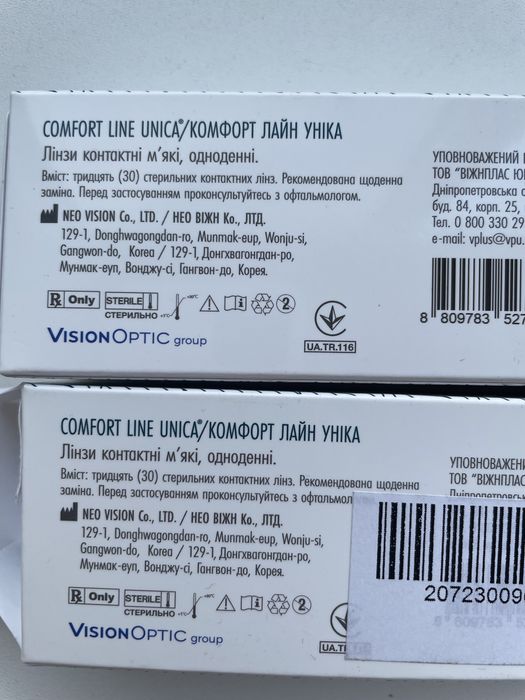 COMFORT LINE UNICA®/КОМФОРТ ЛАЙН УНІКА
Лінзи контактні м'які, одноденні.
Вміст: тридцять (30) стерильних контактних лінз. Рекомендована щоденна
заміна. Перед застосуванням проконсультуйтесь з офтальмологом.
NEO VISION Co., LTD. / НЕО ВІЖН Ко., ЛТД.
129-1, Donghwagongdan-ro, Munmak-eup, Wonju-si,
Gangwon-do, Korea / 129-1, Донгхвагонгдан-ро,
Мунмак-еуп, Вонджу-сі, Гангвон-до, Корея.
Rx Only STERILE
СТЕРИЛЬНО
2
UA.TR.116
VISIONOPTIC group
УПОВНОВАЖЕНИЙ
ТОВ "ВІЖНПЛАС
Дніпропетровська
буд. 84, корп. 25,
Тел. 0 800 330 29
e-mail: vplus@vpu.
8 809783 527
COMFORT LINE UNICA®/КОМФОРТ ЛАЙН УНІКА
Лінзи контактні м'які, одноденні.
Вміст: тридцять (30) стерильних контактних лінз. Рекомендована щоденна
заміна. Перед застосуванням проконсультуйтесь з офтальмол
NEO VISION Co., LTD. / НЕО ВІЖН Ко., ЛТД.
129-1, Donghwagongdan-ro, Munmak-eup, Wonju-si,
Gangwon-do, Korea / 129-1, Донгхвагонгдан-ро,
Мунмак-еуп, Вонджу-сі, Гангвон-до, Корея.
Rx Only STERILE
СТЕРИЛЬНО
2
VISIONOPTIC group
УПОВНОВАЖЕНИ
ТОВ "ВІЖНПЛАС
20723009